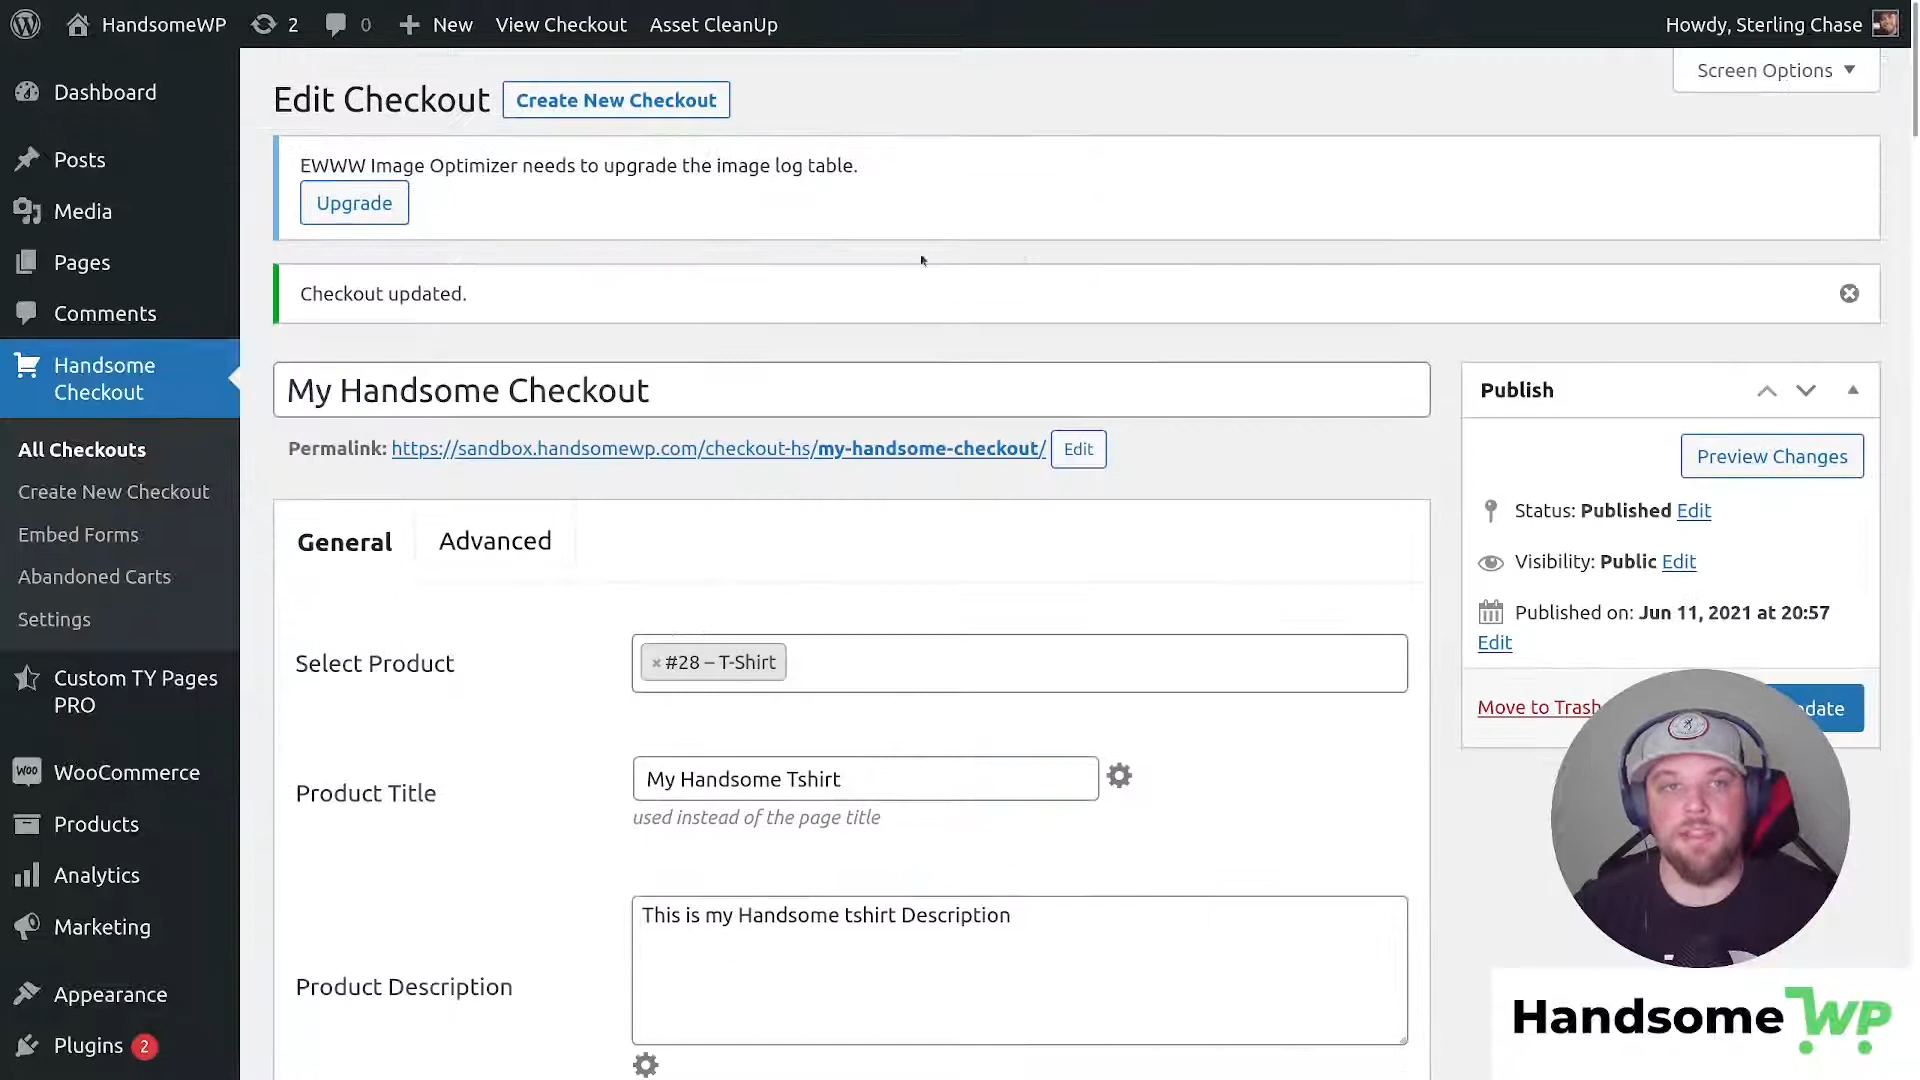 HandsomeWP
2
0
New
View Checkout
Asset CleanUp
Howdy, Sterling Chase
Screen Options
Dashboard
Posts
Media
Pages
Comments
Handsome
Checkout
All Checkouts
Create New Checkout
Embed Forms
Abandoned Carts
Settings
Custom TY Pages
PRO
Woo
WooCommerce
Products
Analytics
Marketing
Appearance
Plugins 2
Edit Checkout
Create New Checkout
EWWW Image Optimizer needs to upgrade the image log table.
Upgrade
Checkout updated.
My Handsome Checkout
Permalink: https://sandbox.handsomewp.com/checkout-hs/my-handsome-checkout/ Edit
General
Advanced
Select Product
×#28 – T-Shirt
Product Title
My Handsome Tshirt
used instead of the page title
Product Description
This is my Handsome tshirt Description
Publish
Preview Changes
Status: Published Edit
Visibility: Public Edit
Published on: Jun 11, 2021 at 20:57
Edit
Move to Trash
date
Handsome WP